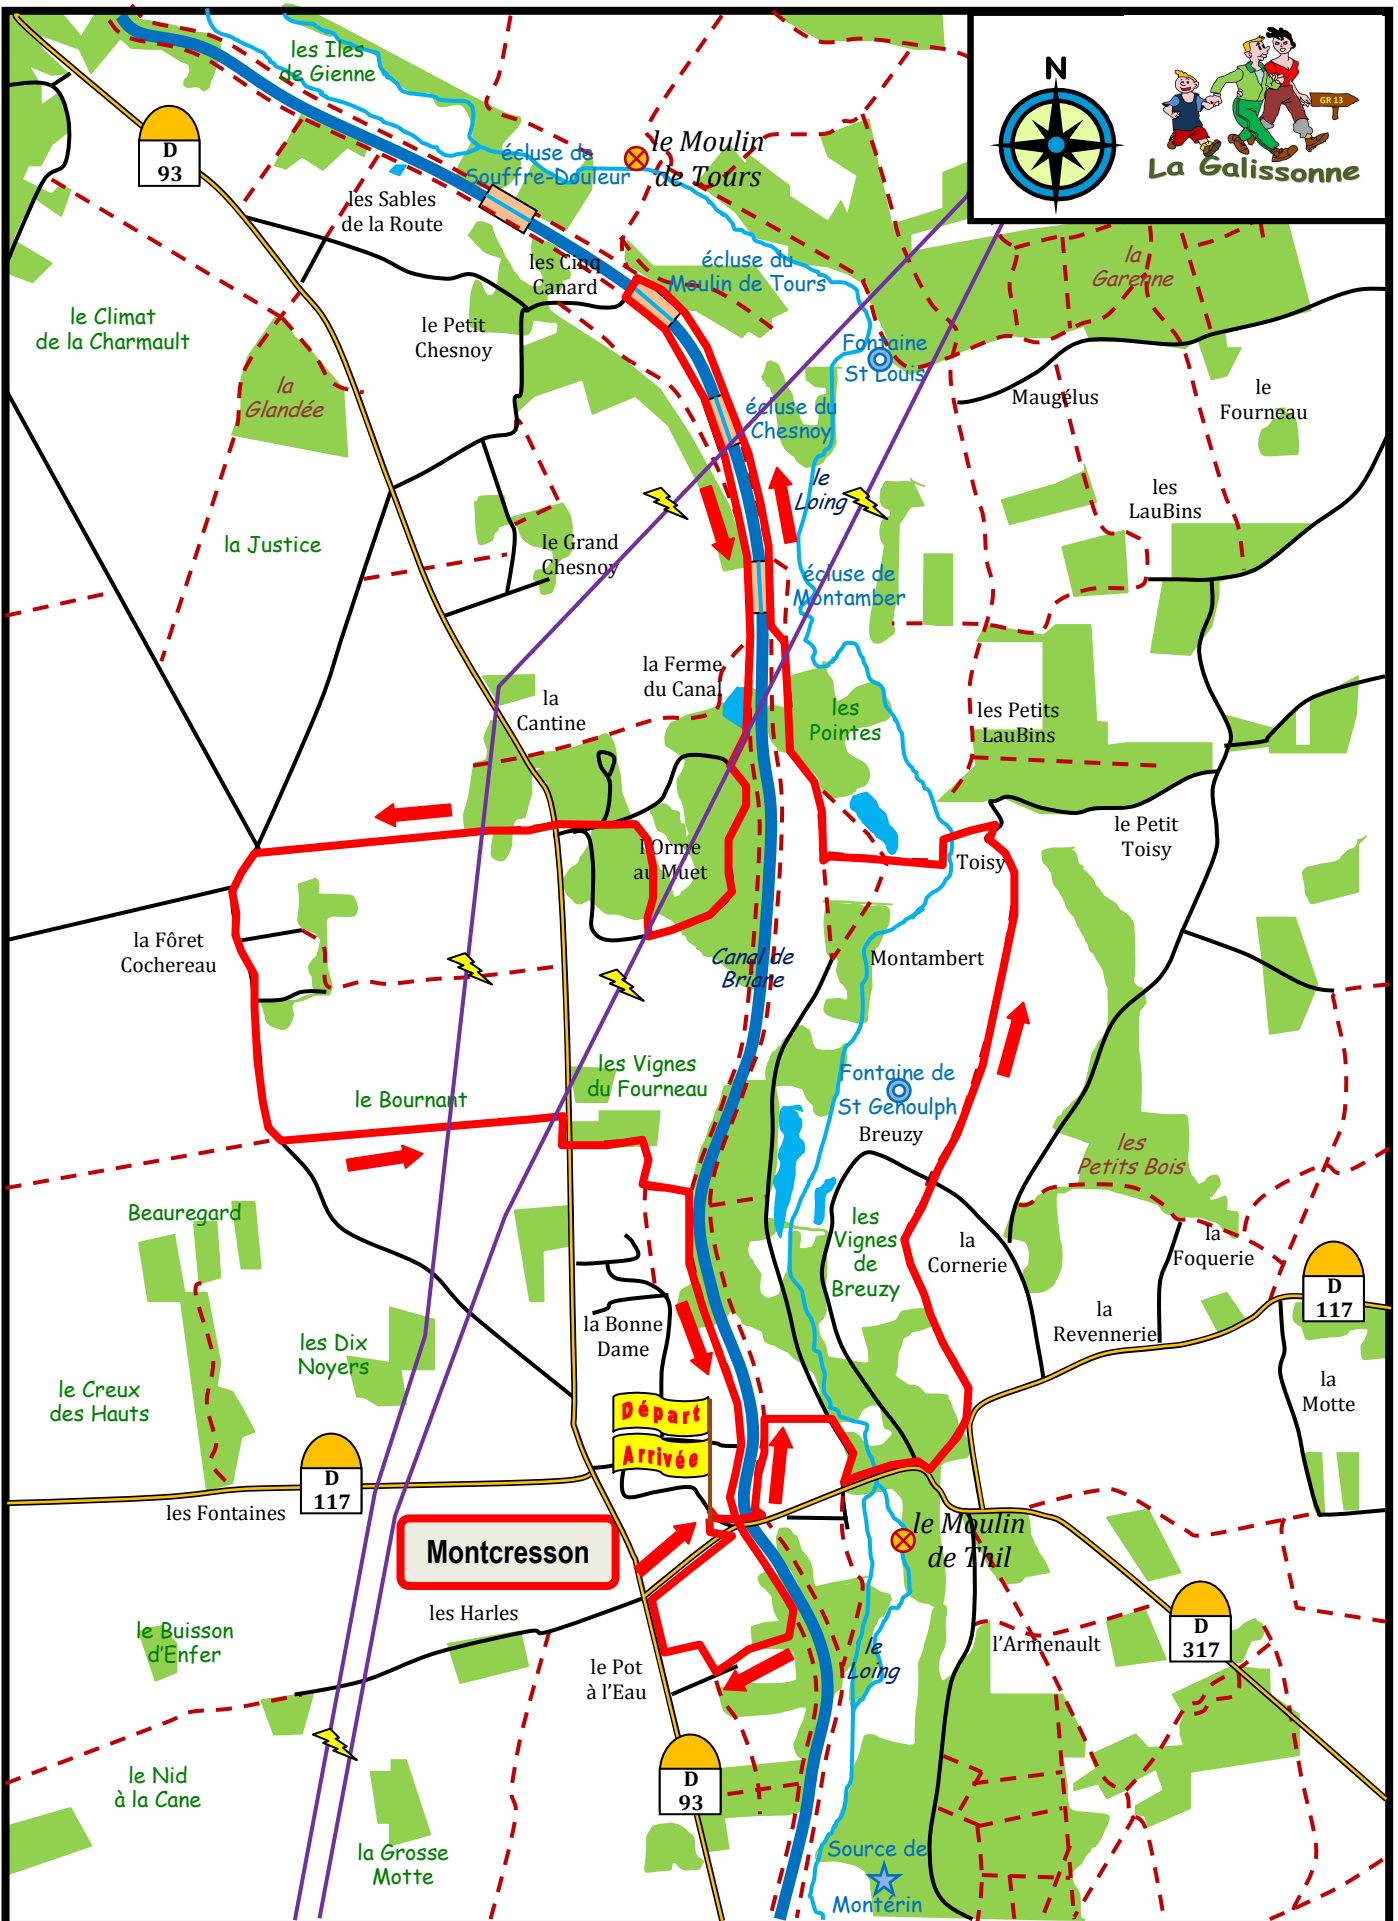 les Iles
de Gienne
N
GR 13
La Galissonne
D
93
écluse de
Souffre-Douleur
le Moulin
de Tours
les Sables
de la Route
les Cinq
Canard
écluse du
Moulin de Tours
la
Garenne
le Climat
de la Charmault
le Petit
Chesnoy
Fontaine
St Louis
la
Glandée
écluse du
Chesnoy
Maugélus
le
Fourneau
le
Loing
les
LauBins
la Justice
le Grand
Chesnoy
écluse de
Montamber
la Ferme
du Canal
la
Cantine
les
Pointes
les Petits
LauBins
le Petit
Toisy
l'Orme
au Muet
Toisy
la Fôret
Cochereau
Canal de
Briare
Montambert
les Vignes
du Fourneau
Fontaine de
St Genoulph
le Bournant
Breuzy
les
Petits Bois
Beauregard
les
Vignes
de
Breuzy
la
Cornerie
la
Foquerie
D
117
la Bonne
Dame
la
Revennerie
les Dix
Noyers
le Creux
des Hauts
la
Motte
Départ
Arrivée
D
117
les Fontaines
Montcresson
le Moulin
de Thil
les Harles
le Buisson
d'Enfer
le
Loing
l'Armenault
D
317
le Pot
à l'Eau
le Nid
à la Cane
D
93
la Grosse
Motte
Source de
Montérin